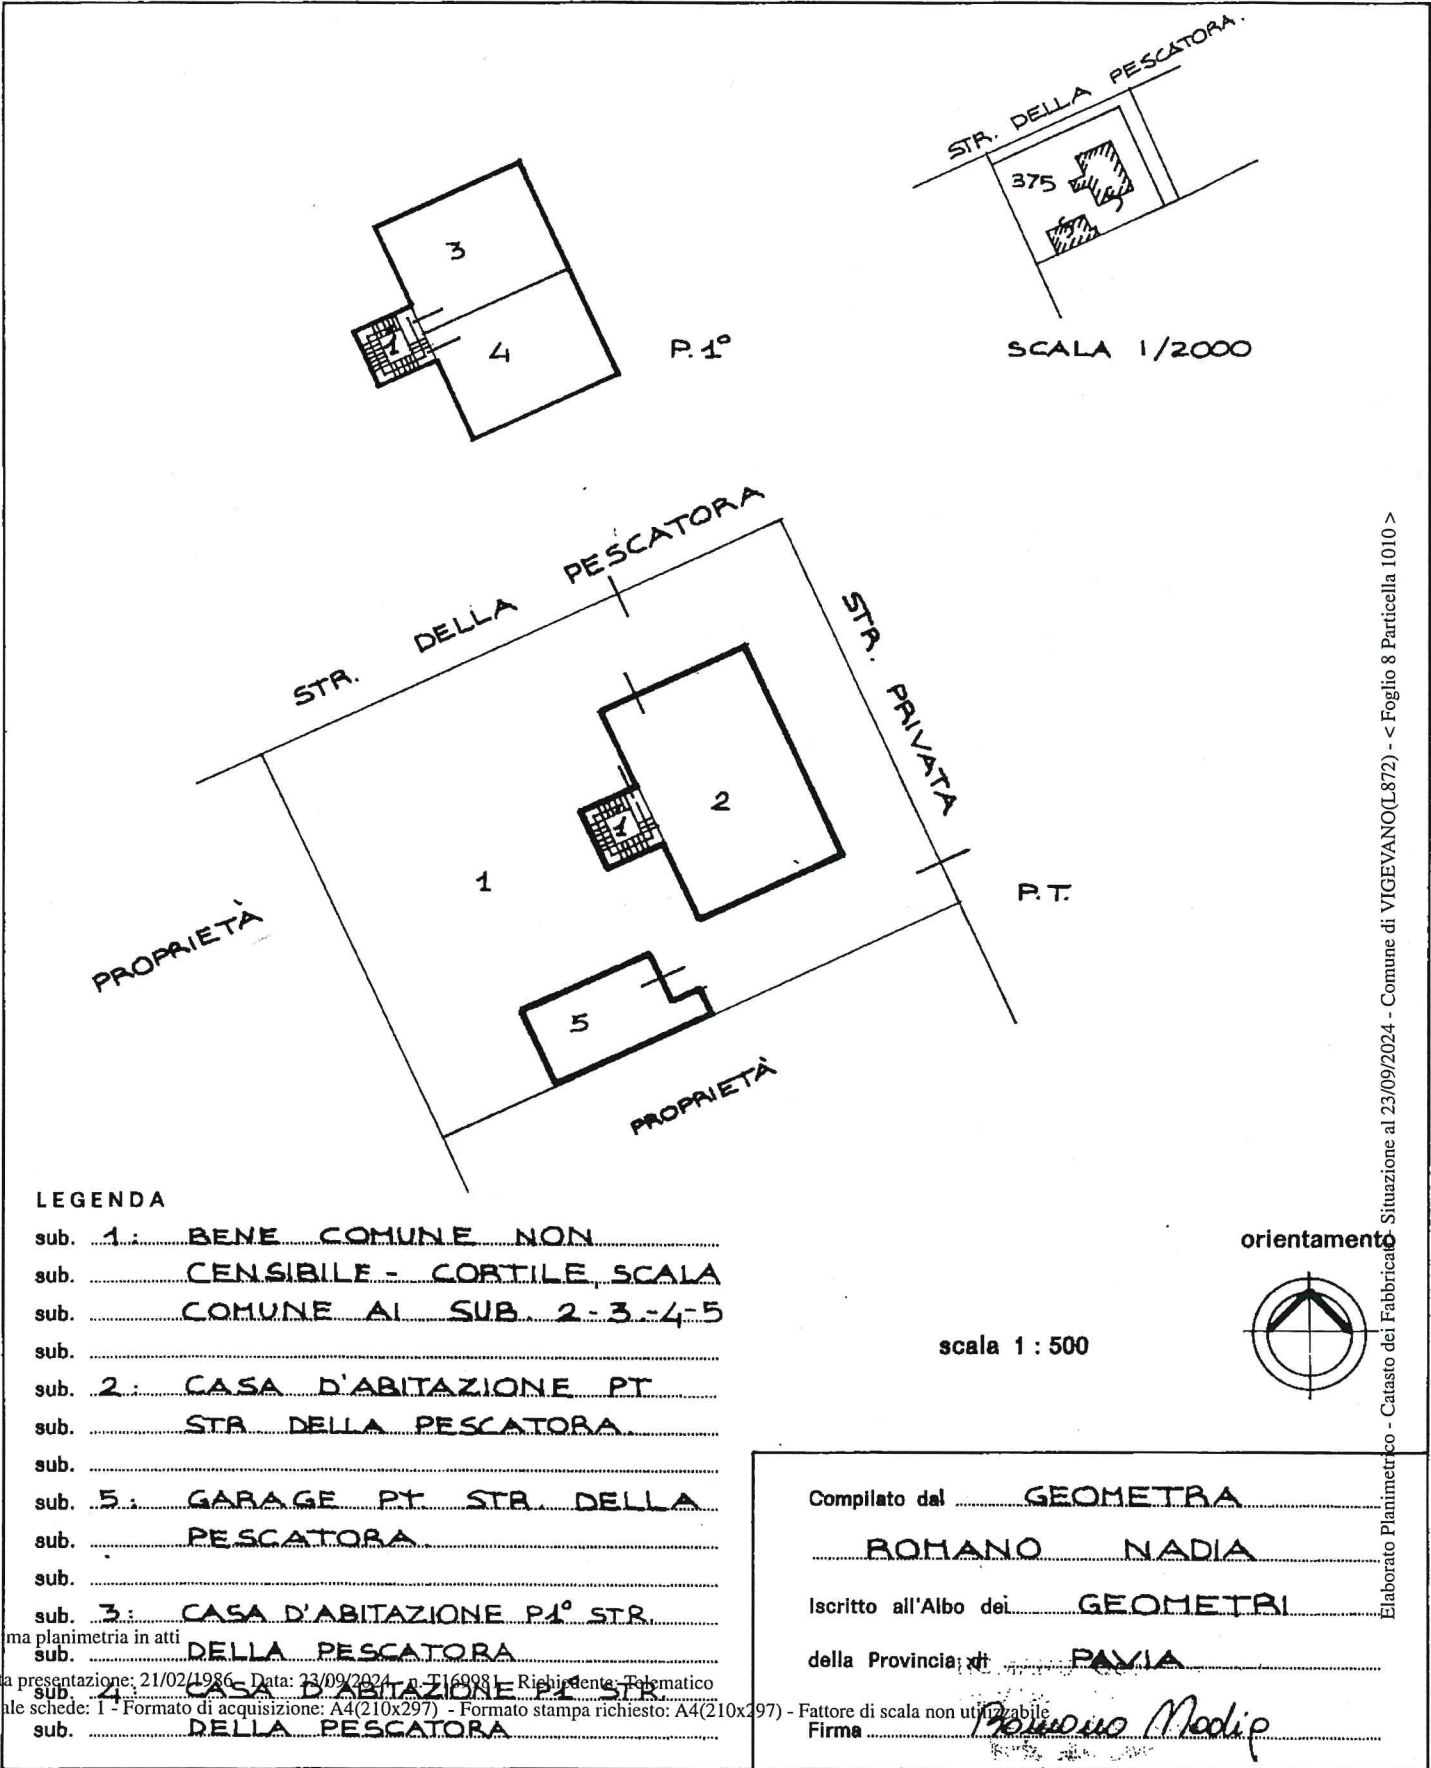 STR. DELLA PESCATORA.
375
SCALA 1/2000
3
1
4
P. 1°
STR. DELLA PESCATORA
STR. PRIVATA
2
1
1
P.T.
PROPRIETÀ
5
PROPRIETÀ
LEGENDA
sub. 1: BENE COMUNE NON
sub. CENSIBILE - CORTILE, SCALA
sub. COMUNE AI SUB. 2-3-4-5
sub.
sub. 2: CASA D'ABITAZIONE PT
sub. STR DELLA PESCATORA.
sub.
sub. 5: GARAGE P.T. STR. DELLA
sub. PESCATORA.
sub.
sub. 3: CASA D'ABITAZIONE P1° STR.
ma planimetria in atti
sub. DELLA PESCATORA
a presentazione: 21/02/1986 - Data: 23/09/2024 - n. T169981 - Richiedente: Telematico
sub. 4: CASA D'ABITAZIONE P1° STR.
ale schede: 1 - Formato di acquisizione: A4(210x297) - Formato stampa richiesto: A4(210x297) - Fattore di scala non utilizzabile
sub. DELLA PESCATORA
scala 1 : 500
orientamento
Compilato dal GEOMETRA
ROMANO NADIA
Iscritto all'Albo dei GEOMETRI
della Provincia di PAVIA
Firma Romano Nadia
Elaborato Planimetrico - Catasto dei Fabbricati - Situazione al 23/09/2024 - Comune di VIGEVANO(L872) - < Foglio 8 Particella 1010 >